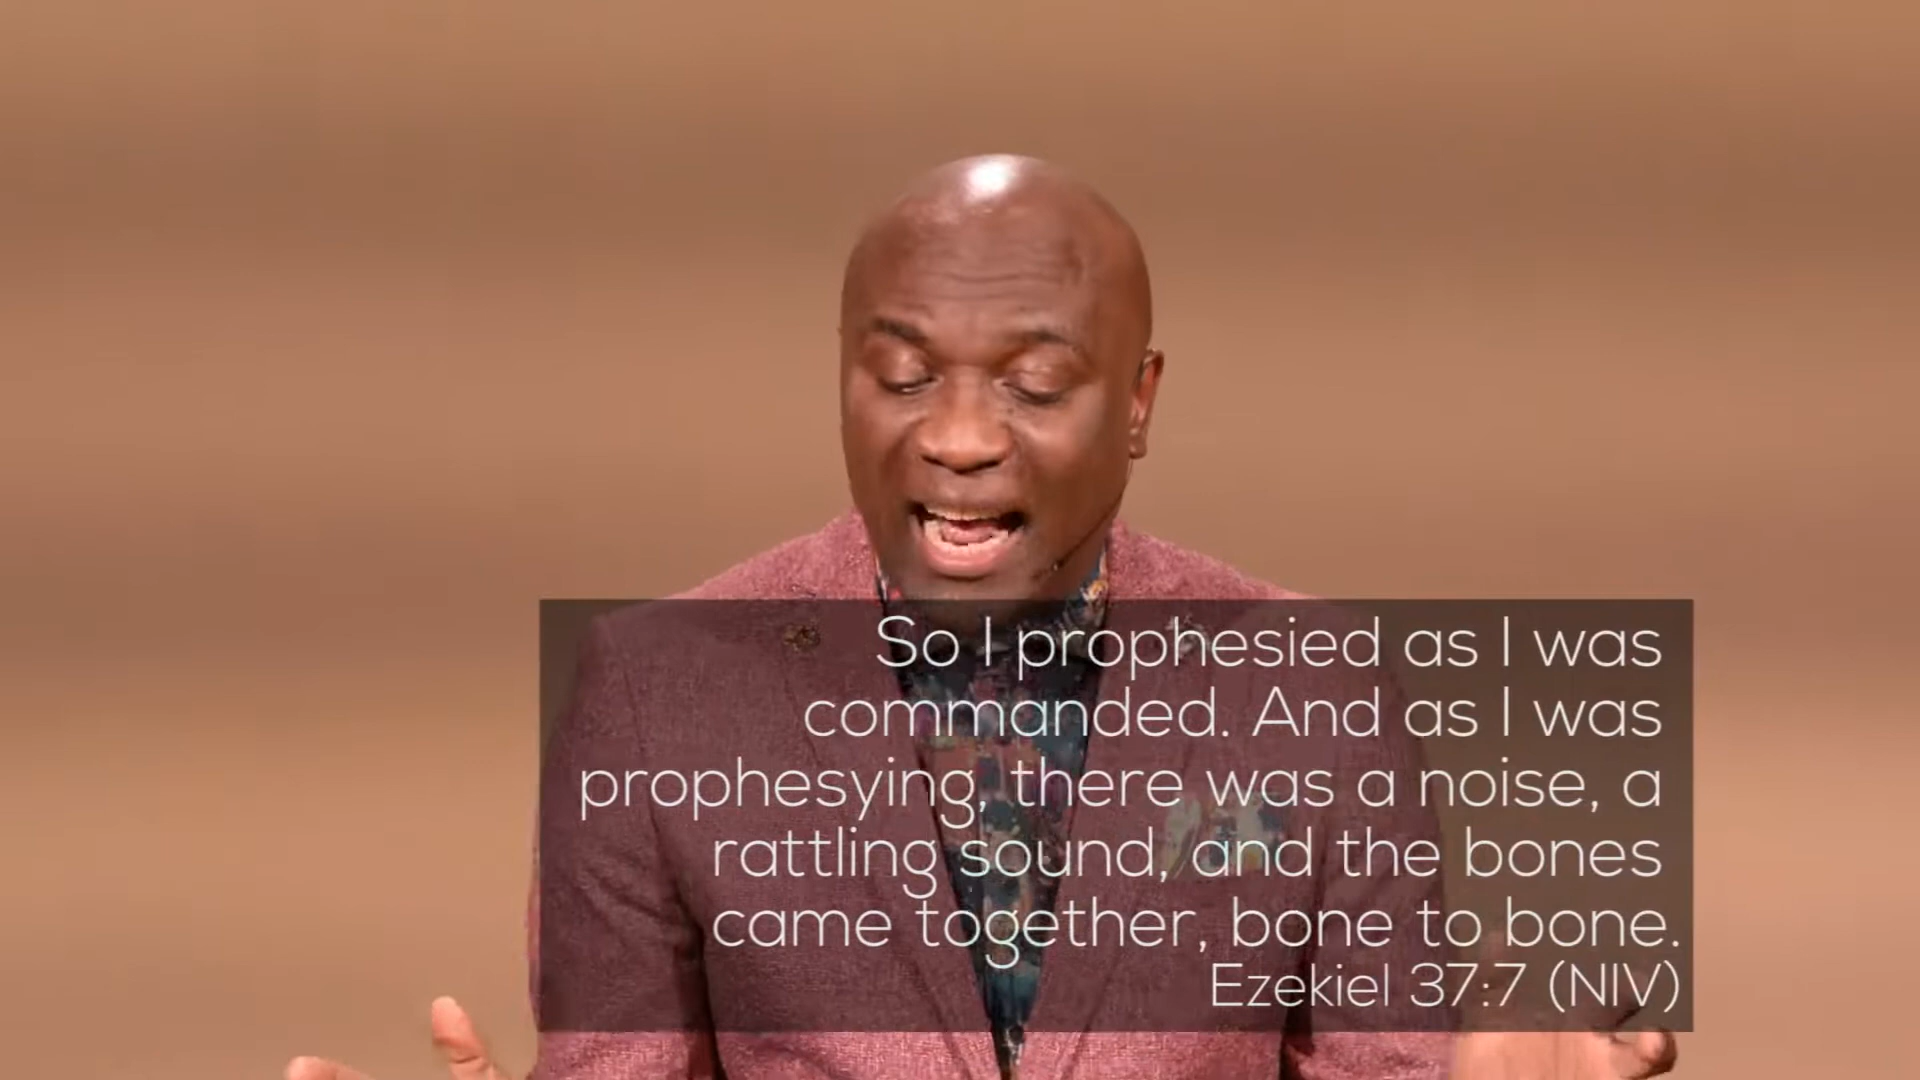 So I prophesied as I was
commanded. And as I was
prophesying, there was a noise, a
rattling sound, and the bones
came together, bone to bone.
Ezekiel 37:7 (NIV)